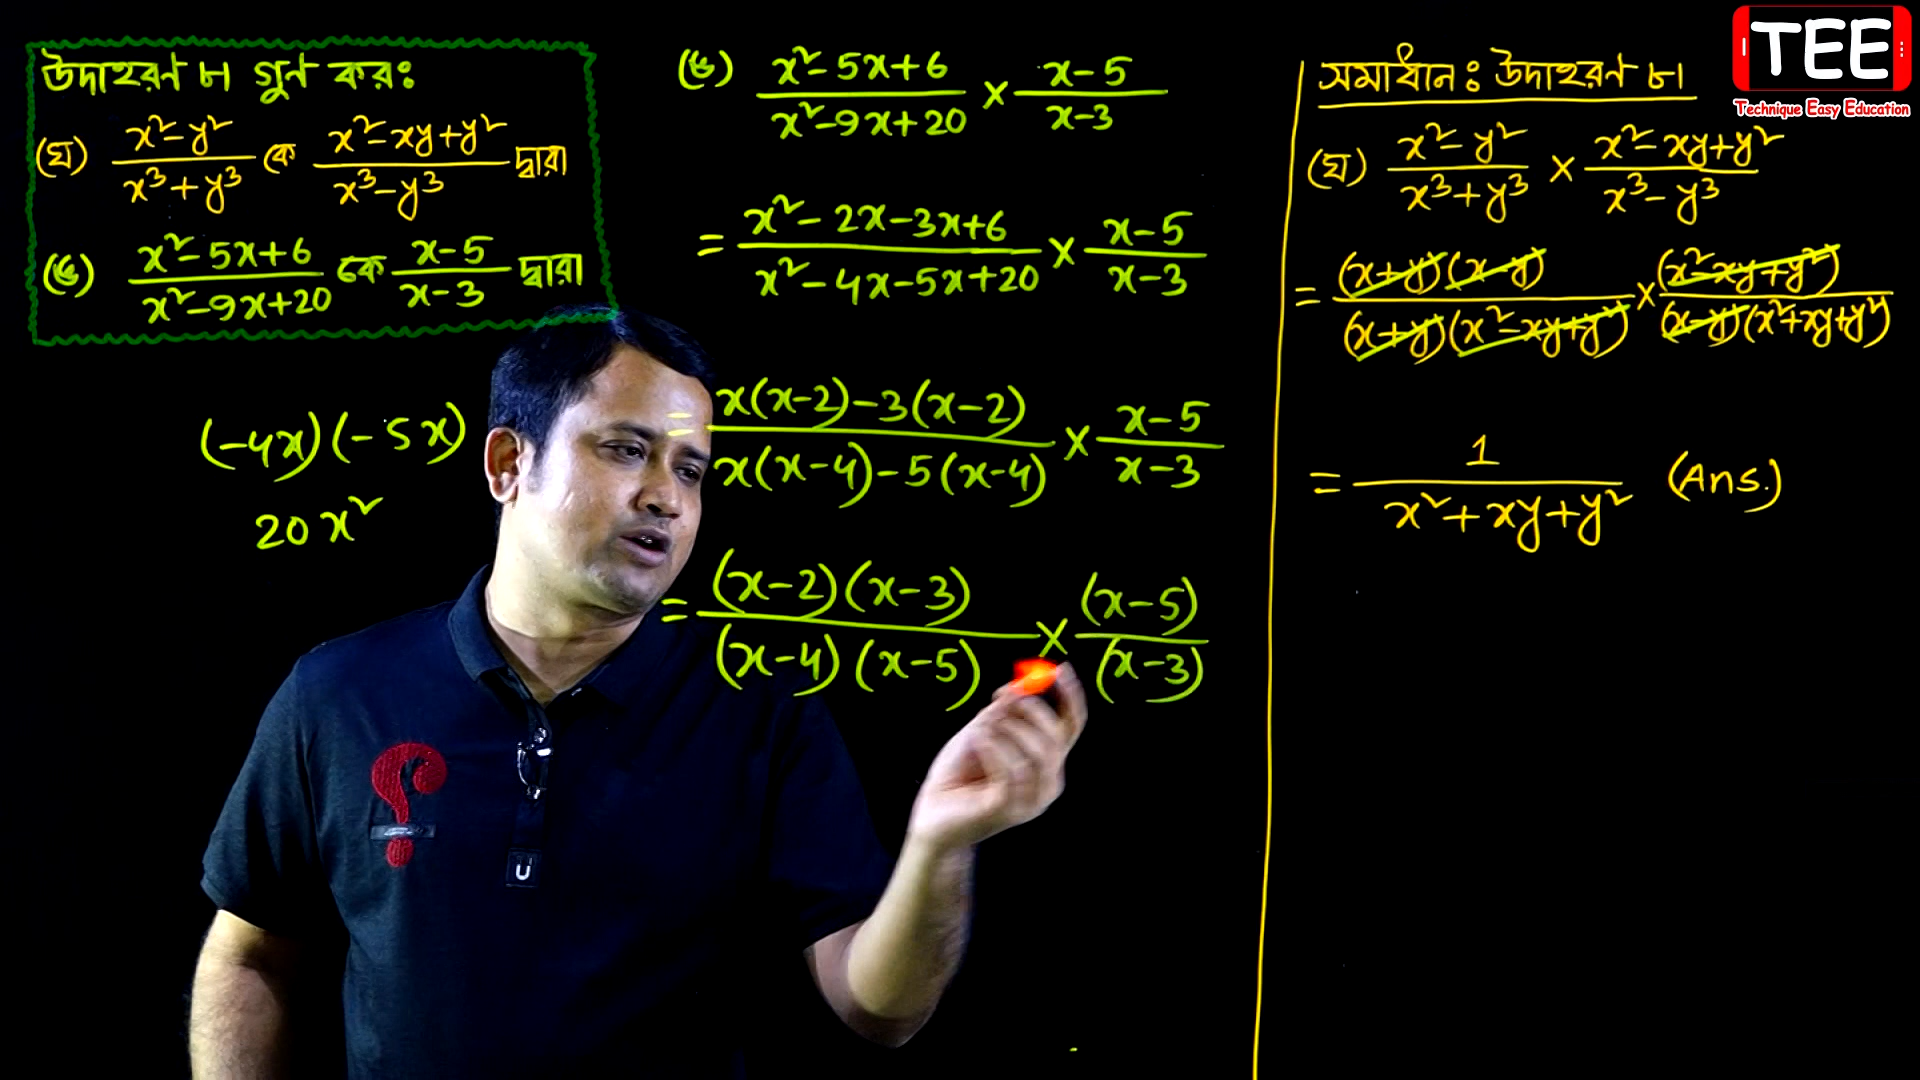 উদাহরণ ৮। গুণ করঃ
(ঘ) x²-y² / x³+y³ কে x²-xy+y² / x³-y³ দ্বারা
(ঙ) x²-5x+6 / x²-9x+20 কে x-5 / x-3 দ্বারা
(-4x)(-5x)
20x²
(ঙ) x²-5x+6 / x²-9x+20 × x-5 / x-3
= x²-2x-3x+6 / x²-4x-5x+20 × x-5 / x-3
= x(x-2)-3(x-2) / x(x-4)-5(x-4) × x-5 / x-3
= (x-2)(x-3) / (x-4)(x-5) × (x-5) / (x-3)
সমাধানঃ উদাহরণ ৮।
(ঘ) x²-y² / x³+y³ × x²-xy+y² / x³-y³
= (x+y)(x-y) / (x+y)(x²-xy+y²) × (x²-xy+y²) / (x-y)(x²+xy+y²)
= 1 / x²+xy+y² (Ans.)
TEE
Technique Easy Education
U